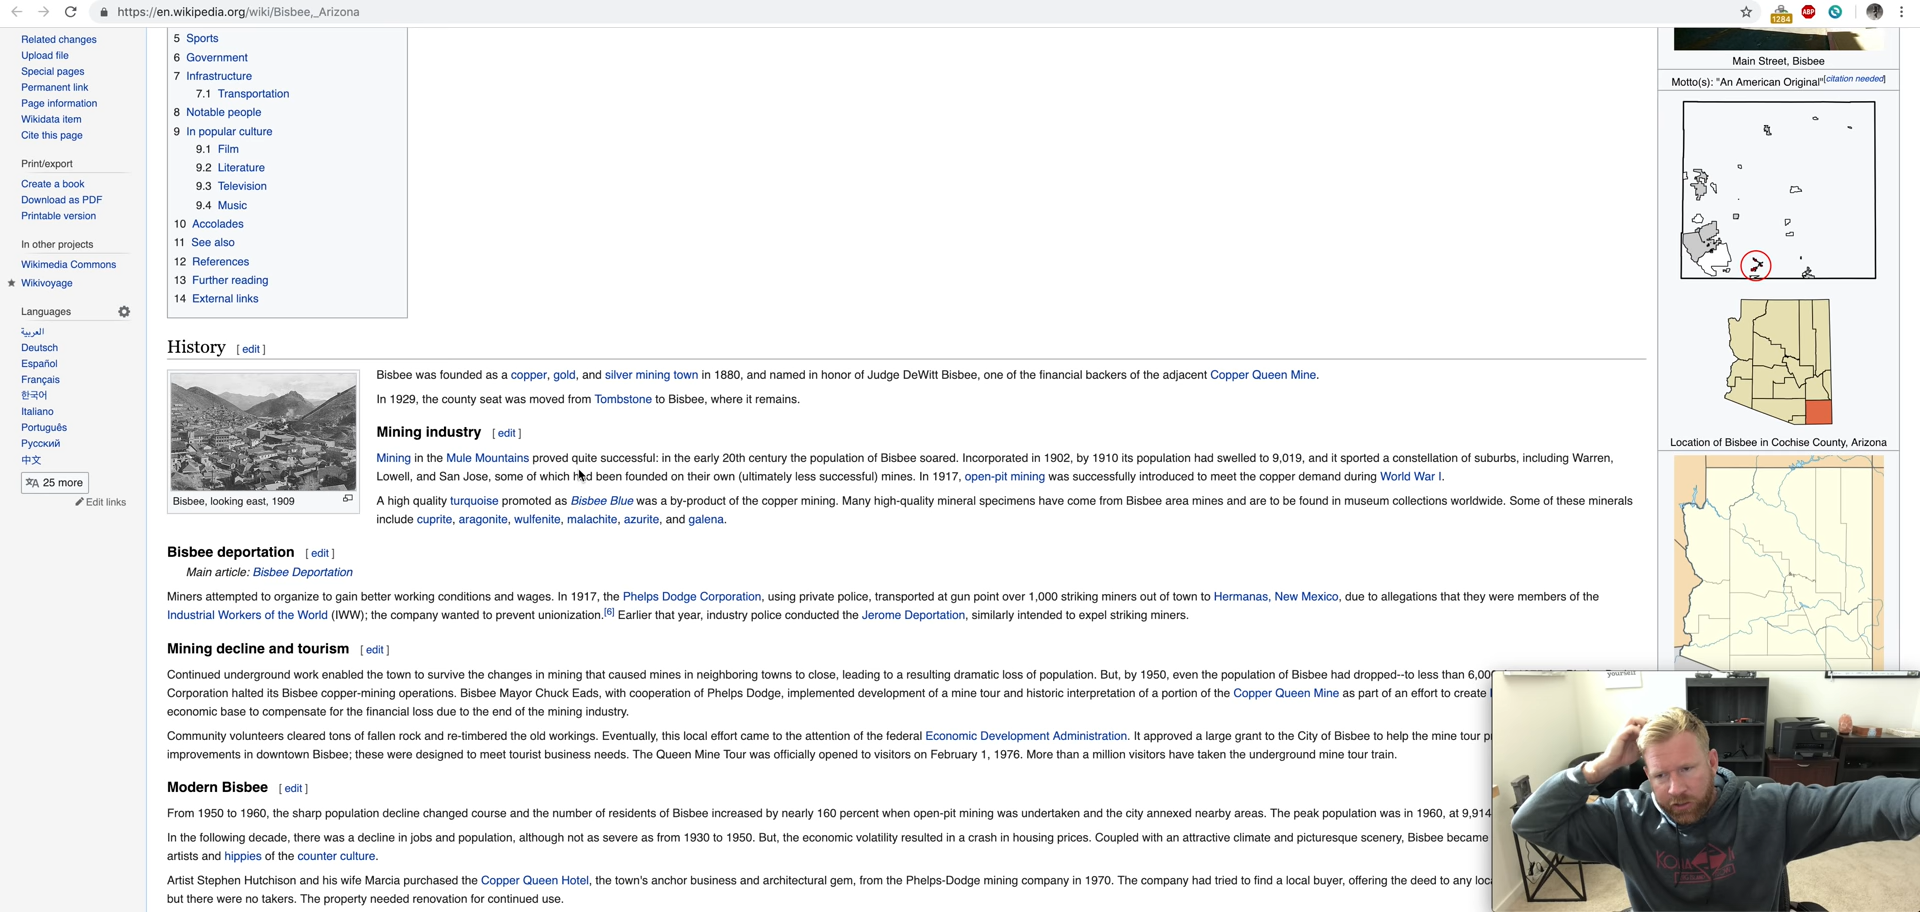 https://en.wikipedia.org/wiki/Bisbee,_Arizona
1284
ABP
Related changes
Upload file
Special pages
Permanent link
Page information
Wikidata item
Cite this page
Print/export
Create a book
Download as PDF
Printable version
In other projects
Wikimedia Commons
Wikivoyage
Languages
العربية
Deutsch
Español
Français
한국어
Italiano
Português
Русский
中文
25 more
Edit links
5 Sports
6 Government
7 Infrastructure
7.1 Transportation
8 Notable people
9 In popular culture
9.1 Film
9.2 Literature
9.3 Television
9.4 Music
10 Accolades
11 See also
12 References
13 Further reading
14 External links
History [ edit ]
Bisbee, looking east, 1909
Bisbee was founded as a copper, gold, and silver mining town in 1880, and named in honor of Judge DeWitt Bisbee, one of the financial backers of the adjacent Copper Queen Mine.
In 1929, the county seat was moved from Tombstone to Bisbee, where it remains.
Mining industry [ edit ]
Mining in the Mule Mountains proved quite successful: in the early 20th century the population of Bisbee soared. Incorporated in 1902, by 1910 its population had swelled to 9,019, and it sported a constellation of suburbs, including Warren,
Lowell, and San Jose, some of which had been founded on their own (ultimately less successful) mines. In 1917, open-pit mining was successfully introduced to meet the copper demand during World War I.
A high quality turquoise promoted as Bisbee Blue was a by-product of the copper mining. Many high-quality mineral specimens have come from Bisbee area mines and are to be found in museum collections worldwide. Some of these minerals
include cuprite, aragonite, wulfenite, malachite, azurite, and galena.
Bisbee deportation [ edit ]
Main article: Bisbee Deportation
Miners attempted to organize to gain better working conditions and wages. In 1917, the Phelps Dodge Corporation, using private police, transported at gun point over 1,000 striking miners out of town to Hermanas, New Mexico, due to allegations that they were members of the
Industrial Workers of the World (IWW); the company wanted to prevent unionization.[6] Earlier that year, industry police conducted the Jerome Deportation, similarly intended to expel striking miners.
Mining decline and tourism [ edit ]
Continued underground work enabled the town to survive the changes in mining that caused mines in neighboring towns to close, leading to a resulting dramatic loss of population. But, by 1950, even the population of Bisbee had dropped--to less than 6,00
Corporation halted its Bisbee copper-mining operations. Bisbee Mayor Chuck Eads, with cooperation of Phelps Dodge, implemented development of a mine tour and historic interpretation of a portion of the Copper Queen Mine as part of an effort to create
economic base to compensate for the financial loss due to the end of the mining industry.
Community volunteers cleared tons of fallen rock and re-timbered the old workings. Eventually, this local effort came to the attention of the federal Economic Development Administration. It approved a large grant to the City of Bisbee to help the mine tour
improvements in downtown Bisbee; these were designed to meet tourist business needs. The Queen Mine Tour was officially opened to visitors on February 1, 1976. More than a million visitors have taken the underground mine tour train.
Modern Bisbee [ edit ]
From 1950 to 1960, the sharp population decline changed course and the number of residents of Bisbee increased by nearly 160 percent when open-pit mining was undertaken and the city annexed nearby areas. The peak population was in 1960, at 9,914
In the following decade, there was a decline in jobs and population, although not as severe as from 1930 to 1950. But, the economic volatility resulted in a crash in housing prices. Coupled with an attractive climate and picturesque scenery, Bisbee became
artists and hippies of the counter culture.
Artist Stephen Hutchison and his wife Marcia purchased the Copper Queen Hotel, the town's anchor business and architectural gem, from the Phelps-Dodge mining company in 1970. The company had tried to find a local buyer, offering the deed to any
but there were no takers. The property needed renovation for continued use.
Main Street, Bisbee
Motto(s): "An American Original"[citation needed]
Location of Bisbee in Cochise County, Arizona
yourself